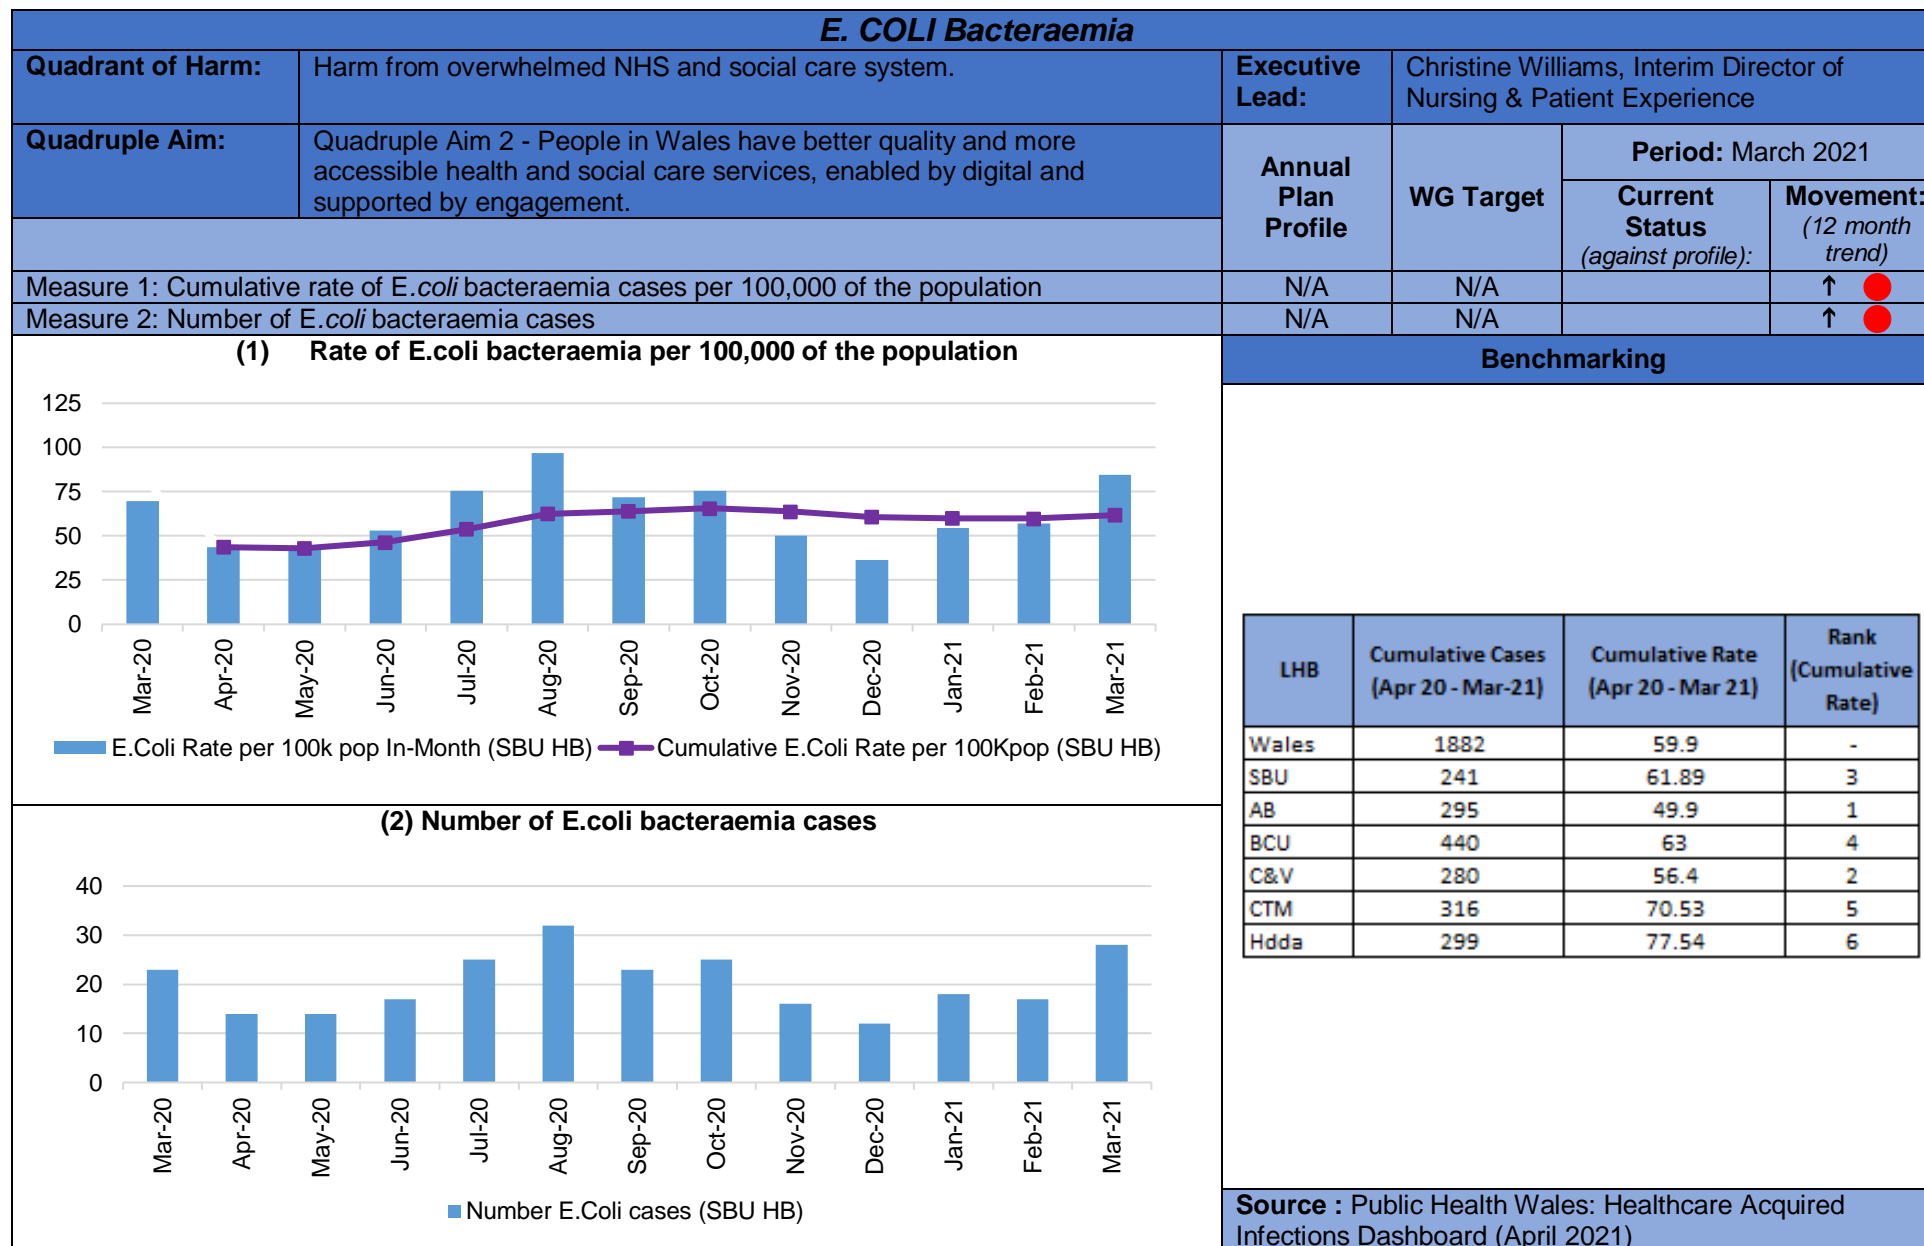 E. COLI Bacteraemia
Quadrant of Harm:
Harm from overwhelmed NHS and social care system.
Executive
Lead:
Christine Williams, Interim Director of
Nursing & Patient Experience
Quadruple Aim:
Quadruple Aim 2 - People in Wales have better quality and more
accessible health and social care services, enabled by digital and
supported by engagement.
Annual
Plan
Profile
WG Target
Period: March 2021
Current
Status
(against profile):
Movement:
(12 month
trend)
Measure 1: Cumulative rate of E.coli bacteraemia cases per 100,000 of the population
N/A
N/A
↑
Measure 2: Number of E.coli bacteraemia cases
N/A
N/A
↑
(1) Rate of E.coli bacteraemia per 100,000 of the population
125
100
75
50
25
0
Mar-20
Apr-20
May-20
Jun-20
Jul-20
Aug-20
Sep-20
Oct-20
Nov-20
Dec-20
Jan-21
Feb-21
Mar-21
E.Coli Rate per 100k pop In-Month (SBU HB)
Cumulative E.Coli Rate per 100Kpop (SBU HB)
(2) Number of E.coli bacteraemia cases
40
30
20
10
0
Mar-20
Apr-20
May-20
Jun-20
Jul-20
Aug-20
Sep-20
Oct-20
Nov-20
Dec-20
Jan-21
Feb-21
Mar-21
Number E.Coli cases (SBU HB)
Benchmarking
LHB
Cumulative Cases
(Apr 20 - Mar-21)
Cumulative Rate
(Apr 20 - Mar 21)
Rank
(Cumulative
Rate)
Wales 1882 59.9 -
SBU 241 61.89 3
AB 295 49.9 1
BCU 440 63 4
C&V 280 56.4 2
CTM 316 70.53 5
Hdda 299 77.54 6
Source : Public Health Wales: Healthcare Acquired
Infections Dashboard (April 2021)